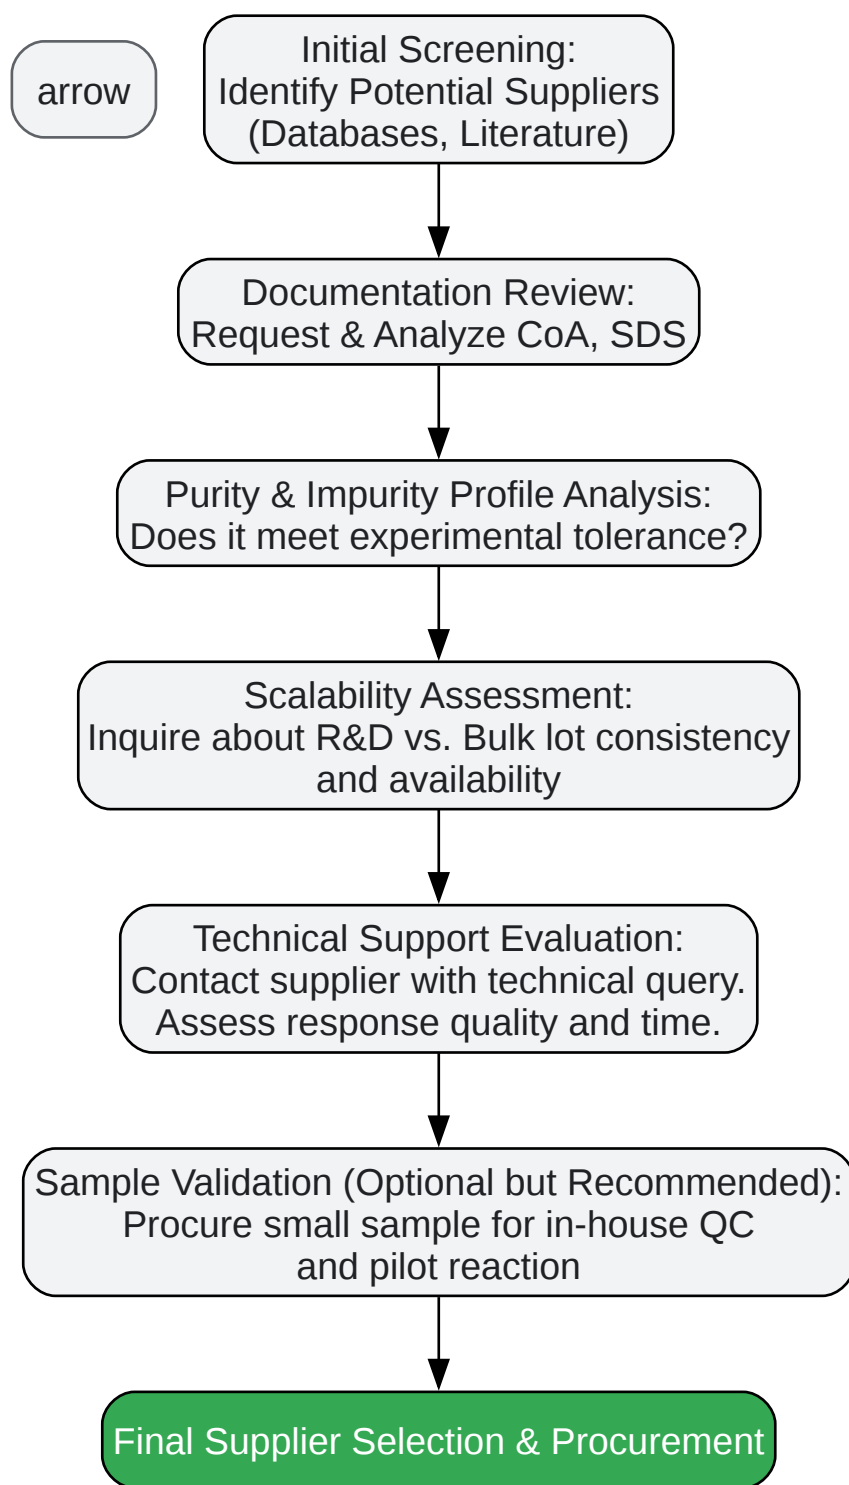 arrow
Initial Screening:
Identify Potential Suppliers
(Databases, Literature)
Documentation Review:
Request & Analyze CoA, SDS
Purity & Impurity Profile Analysis:
Does it meet experimental tolerance?
Scalability Assessment:
Inquire about R&D vs. Bulk lot consistency
and availability
Technical Support Evaluation:
Contact supplier with technical query.
Assess response quality and time.
Sample Validation (Optional but Recommended):
Procure small sample for in-house QC
and pilot reaction
Final Supplier Selection & Procurement